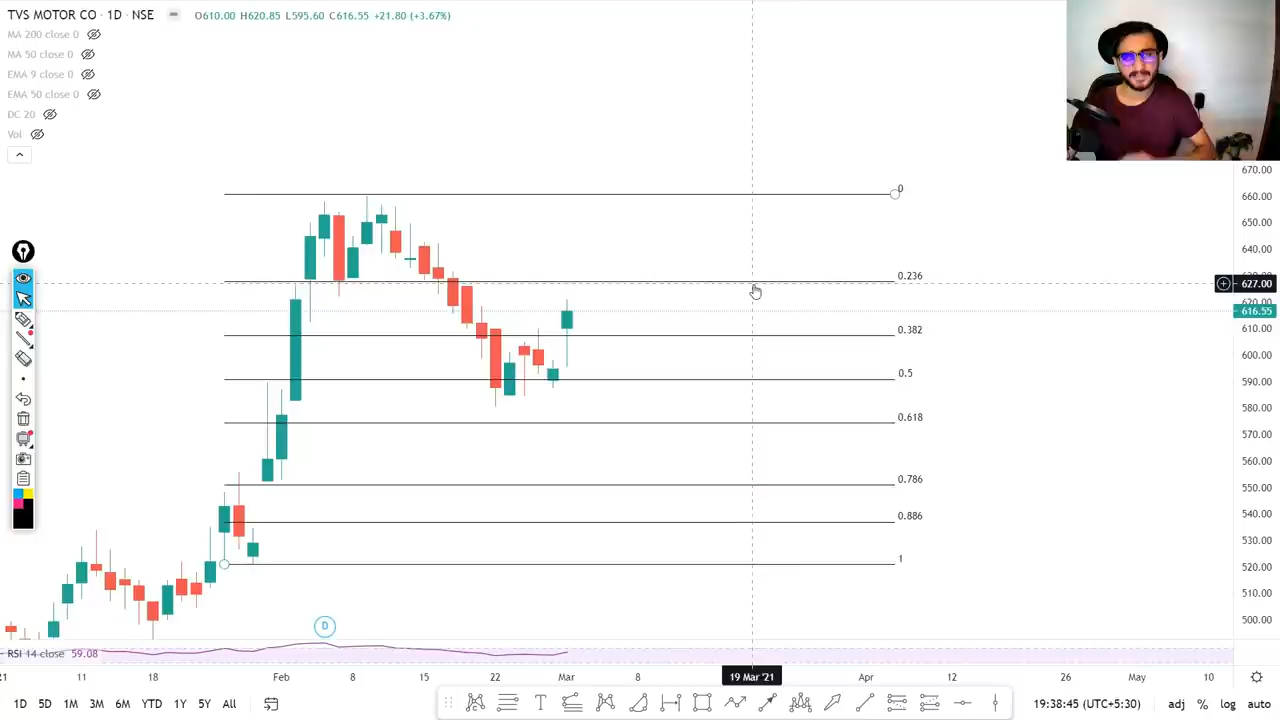 TVS MOTOR CO · 1D · NSE O610.00 H620.85 L595.60 C616.55 +21.80 (+3.67%)
MA 200 close 0
MA 50 close 0
EMA 9 close 0
EMA 50 close 0
DC 20
Vol
670.00
660.00
650.00
640.00
627.00
616.55
610.00
600.00
590.00
580.00
570.00
560.00
550.00
540.00
530.00
520.00
510.00
500.00
0
0.236
0.382
0.5
0.618
0.786
0.886
1
D
RSI 14 close 59.08
11 18 Feb 8 15 22 Mar 8 19 Mar '21 Apr 12 26 May 10
1D 5D 1M 3M 6M YTD 1Y 5Y All T 19:38:45 (UTC+5:30) adj % log auto